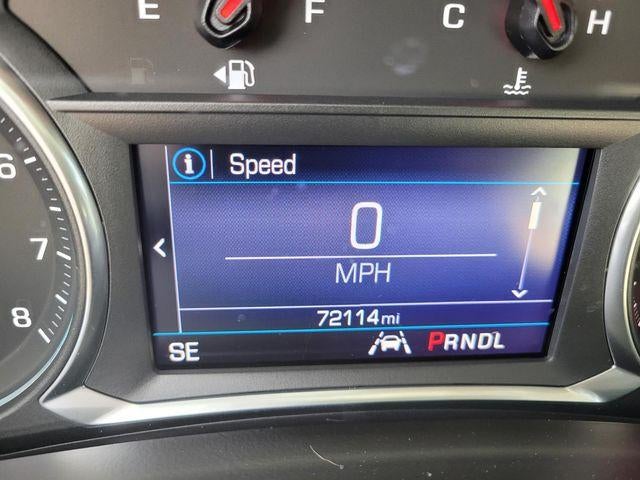 E F C H
6
7
8
i Speed
0
MPH
72114mi
SE PRNDL